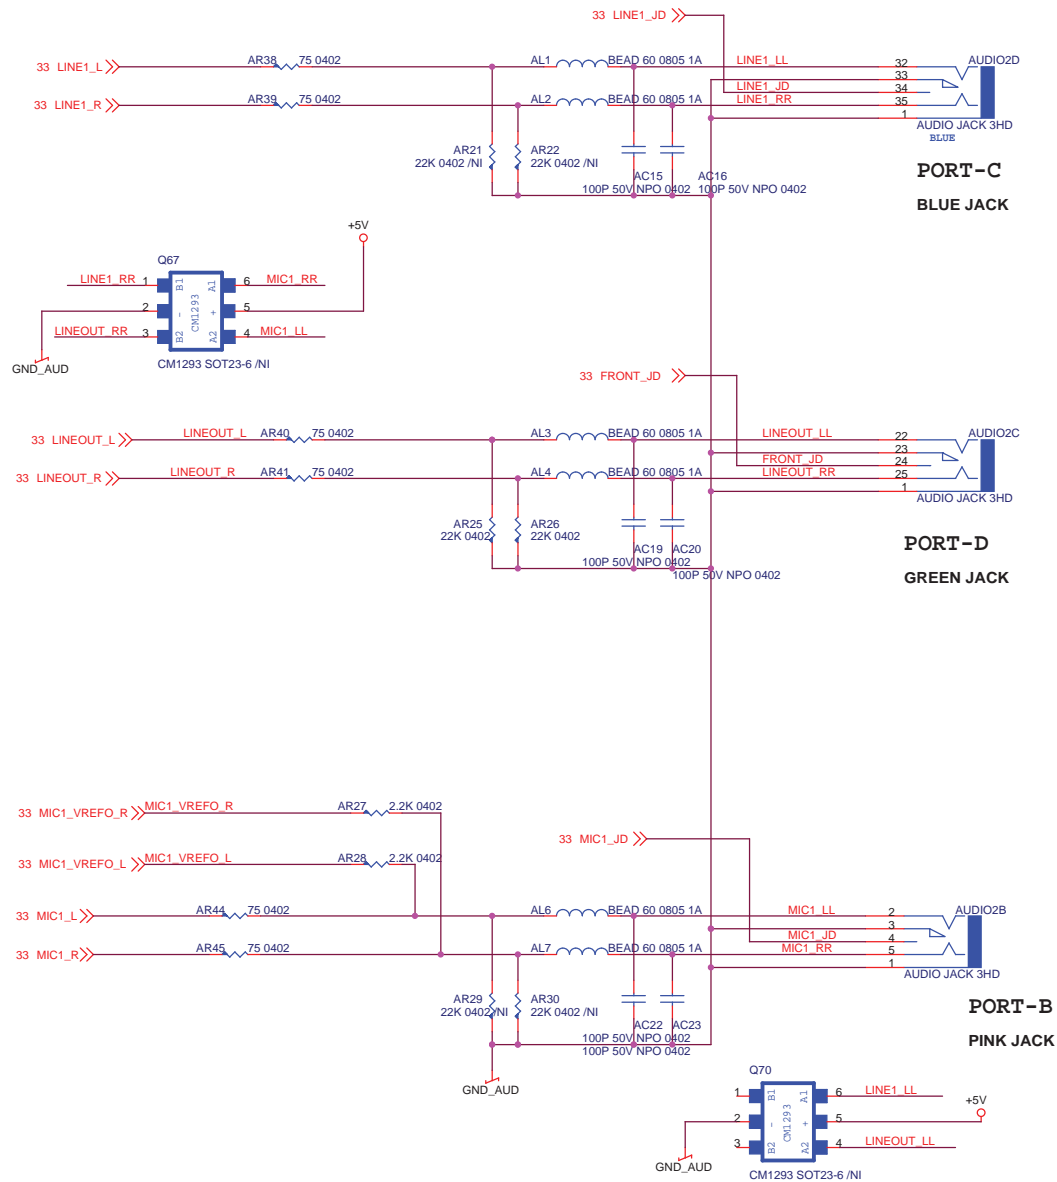 33 LINE1_JD
33 LINE1_L AR38 75 0402 AL1 BEAD 60 0805 1A LINE1_LL 32 AUDIO2D
33
LINE1_JD 34
33 LINE1_R AR39 75 0402 AL2 BEAD 60 0805 1A LINE1_RR 35
1
AUDIO JACK 3HD
BLUE
AR21 AR22
22K 0402 /NI 22K 0402 /NI
AC15 AC16
100P 50V NPO 0402 100P 50V NPO 0402
PORT-C
BLUE JACK
+5V
Q67
LINE1_RR 1 B1 A1 6 MIC1_RR
2 - CM1293 + 5
LINEOUT_RR 3 B2 A2 4 MIC1_LL
GND_AUD
CM1293 SOT23-6 /NI
33 FRONT_JD
33 LINEOUT_L LINEOUT_L AR40 75 0402 AL3 BEAD 60 0805 1A LINEOUT_LL 22 AUDIO2C
23
FRONT_JD 24
33 LINEOUT_R LINEOUT_R AR41 75 0402 AL4 BEAD 60 0805 1A LINEOUT_RR 25
1
AUDIO JACK 3HD
AR25 AR26
22K 0402 22K 0402
AC19 AC20
100P 50V NPO 0402
100P 50V NPO 0402
PORT-D
GREEN JACK
33 MIC1_VREFO_R MIC1_VREFO_R AR27 2.2K 0402
33 MIC1_JD
33 MIC1_VREFO_L MIC1_VREFO_L AR28 2.2K 0402
33 MIC1_L AR44 75 0402 AL6 BEAD 60 0805 1A MIC1_LL 2 AUDIO2B
3
MIC1_JD 4
33 MIC1_R AR45 75 0402 AL7 BEAD 60 0805 1A MIC1_RR 5
1
AUDIO JACK 3HD
AR29 AR30
22K 0402 /NI 22K 0402 /NI
AC22 AC23
100P 50V NPO 0402
100P 50V NPO 0402
PORT-B
PINK JACK
GND_AUD
Q70
1 B1 A1 6 LINE1_LL
+5V
2 - CM1293 + 5
3 B2 A2 4 LINEOUT_LL
GND_AUD
CM1293 SOT23-6 /NI